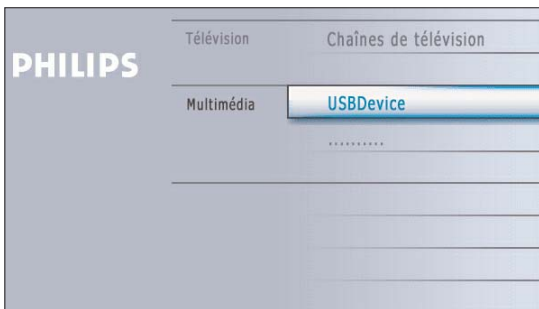 PHILIPS
Télévision Chaînes de télévision
Multimédia USBDevice
..........